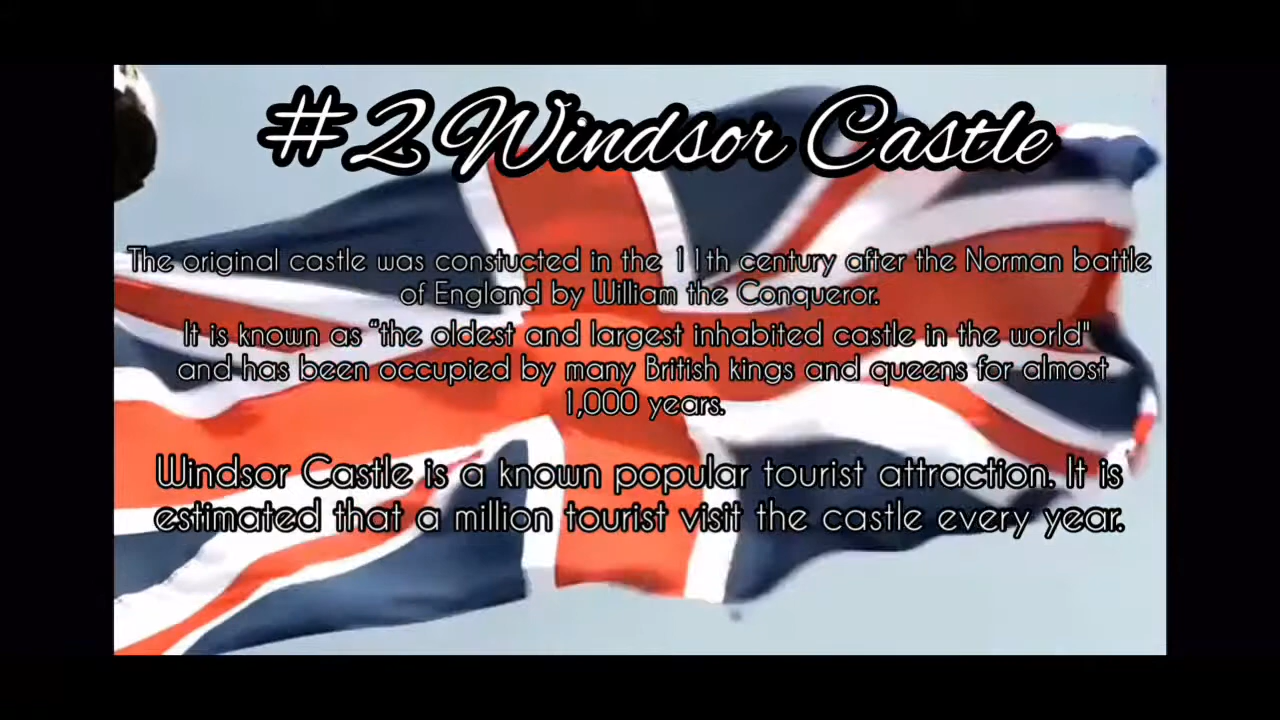 #2 Windsor Castle
The original castle was constucted in the 11th century after the Norman battle
of England by William the Conqueror.
It is known as “the oldest and largest inhabited castle in the world"
and has been occupied by many British kings and queens for almost
1,000 years.
Windsor Castle is a known popular tourist attraction. It is
estimated that a million tourist visit the castle every year.